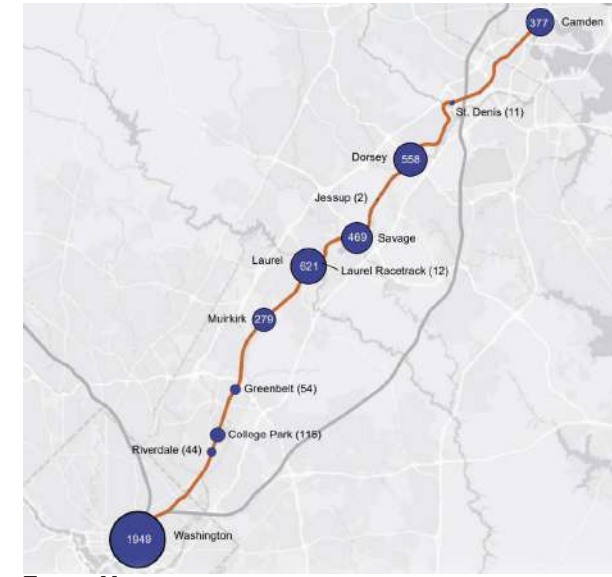 377 Camden
St. Denis (11)
Dorsey 558
Jessup (2)
469 Savage
Laurel 621
Laurel Racetrack (12)
Muirkirk 279
Greenbelt (54)
College Park (116)
Riverdale (44)
1949 Washington